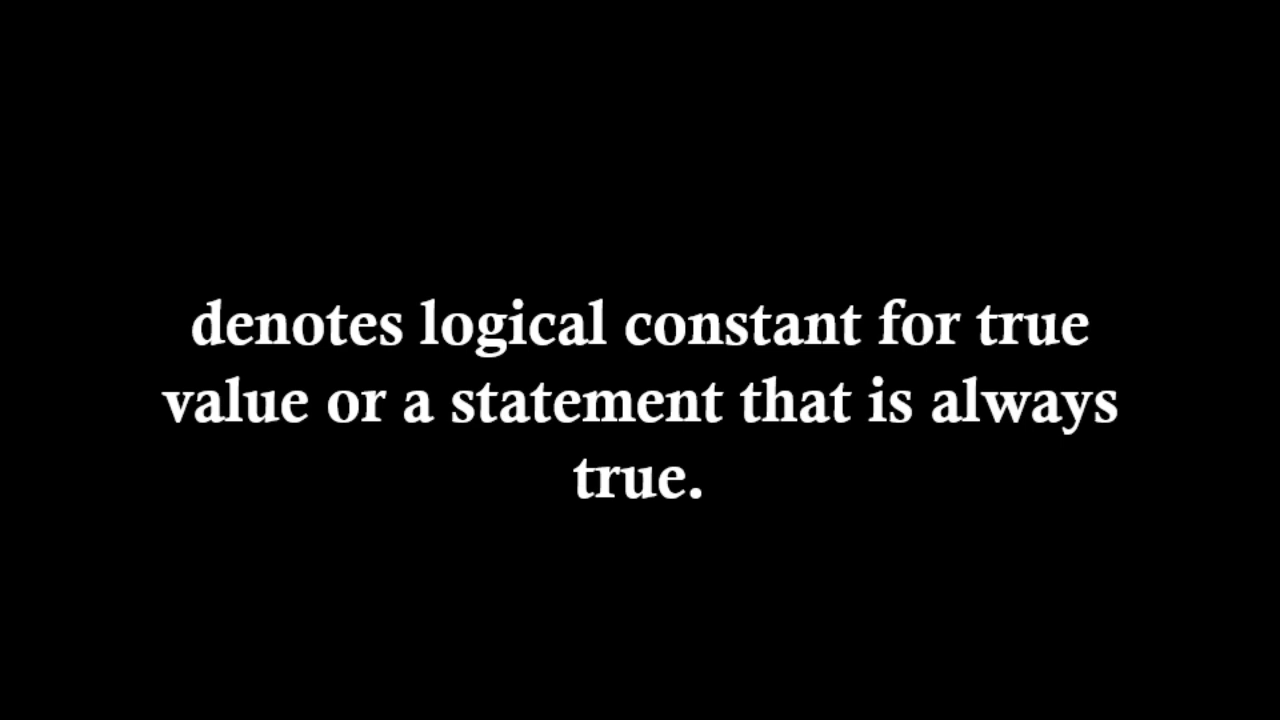 denotes logical constant for true
value or a statement that is always
true.